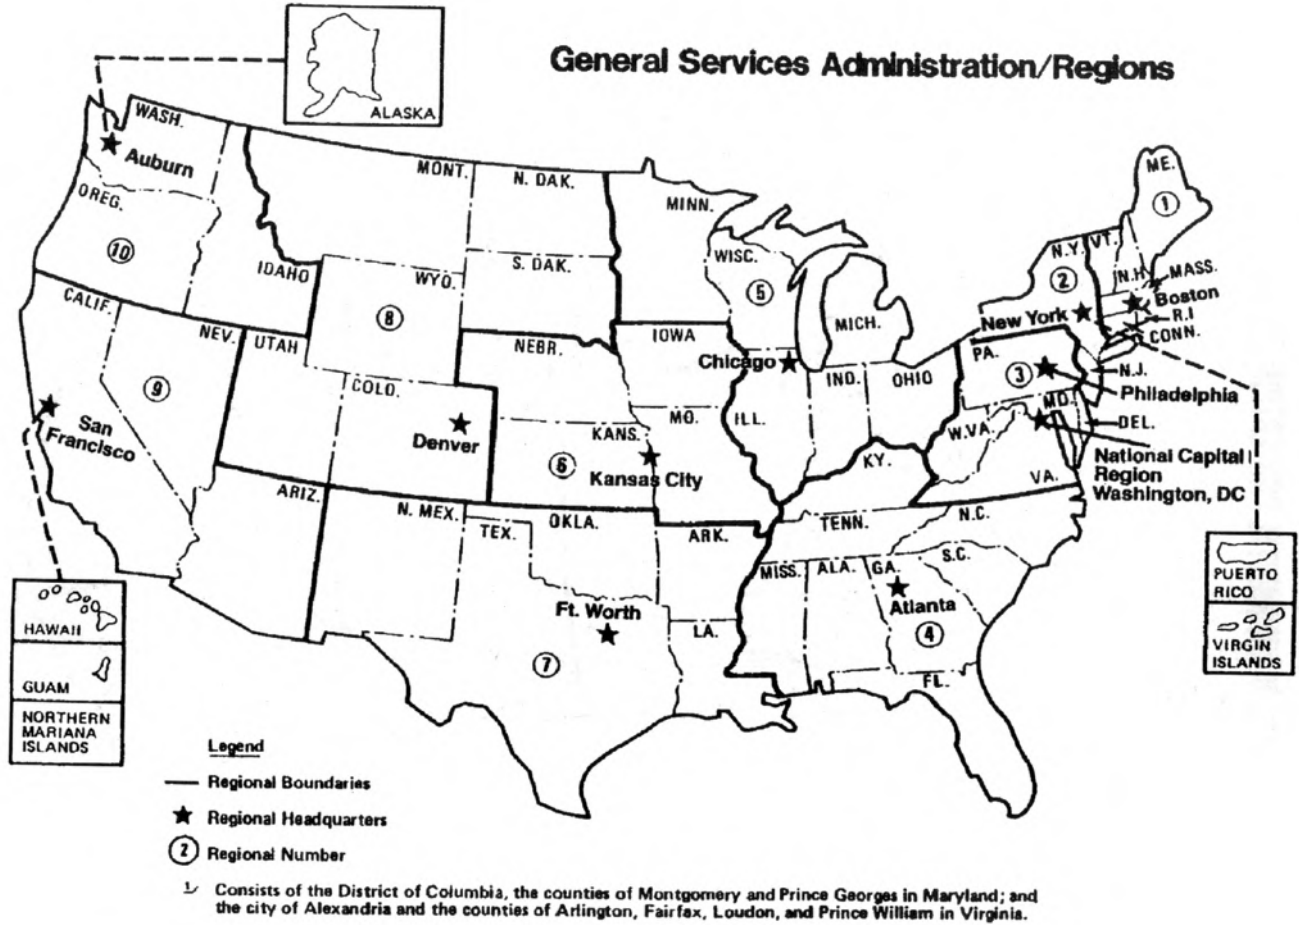 General Services Administration/Regions
ALASKA
WASH.
Auburn
OREG.
10
IDAHO
MONT.
N. DAK.
S. DAK.
WYO.
8
MINN.
WISC.
5
MICH.
ME.
1
N.Y.
VT.
2
N.H.
MASS.
Boston
R.I
CONN.
New York
CALIF.
NEV.
UTAH
9
San
Francisco
COLO.
Denver
NEBR.
IOWA
Chicago
ILL.
IND.
OHIO
PA.
3
N.J.
Philadelphia
MD.
DEL.
W.VA
VA.
National Capital
Region
Washington, DC
KANS.
MO.
6
Kansas City
KY.
ARIZ.
N. MEX.
TEX.
OKLA.
ARK.
TENN.
N.C.
S.C.
MISS.
ALA.
GA.
Atlanta
4
Ft. Worth
LA.
7
FL.
HAWAII
GUAM
NORTHERN
MARIANA
ISLANDS
PUERTO
RICO
VIRGIN
ISLANDS
Legend
Regional Boundaries
Regional Headquarters
2 Regional Number
1/ Consists of the District of Columbia, the counties of Montgomery and Prince Georges in Maryland; and
the city of Alexandria and the counties of Arlington, Fairfax, Loudon, and Prince William in Virginia.